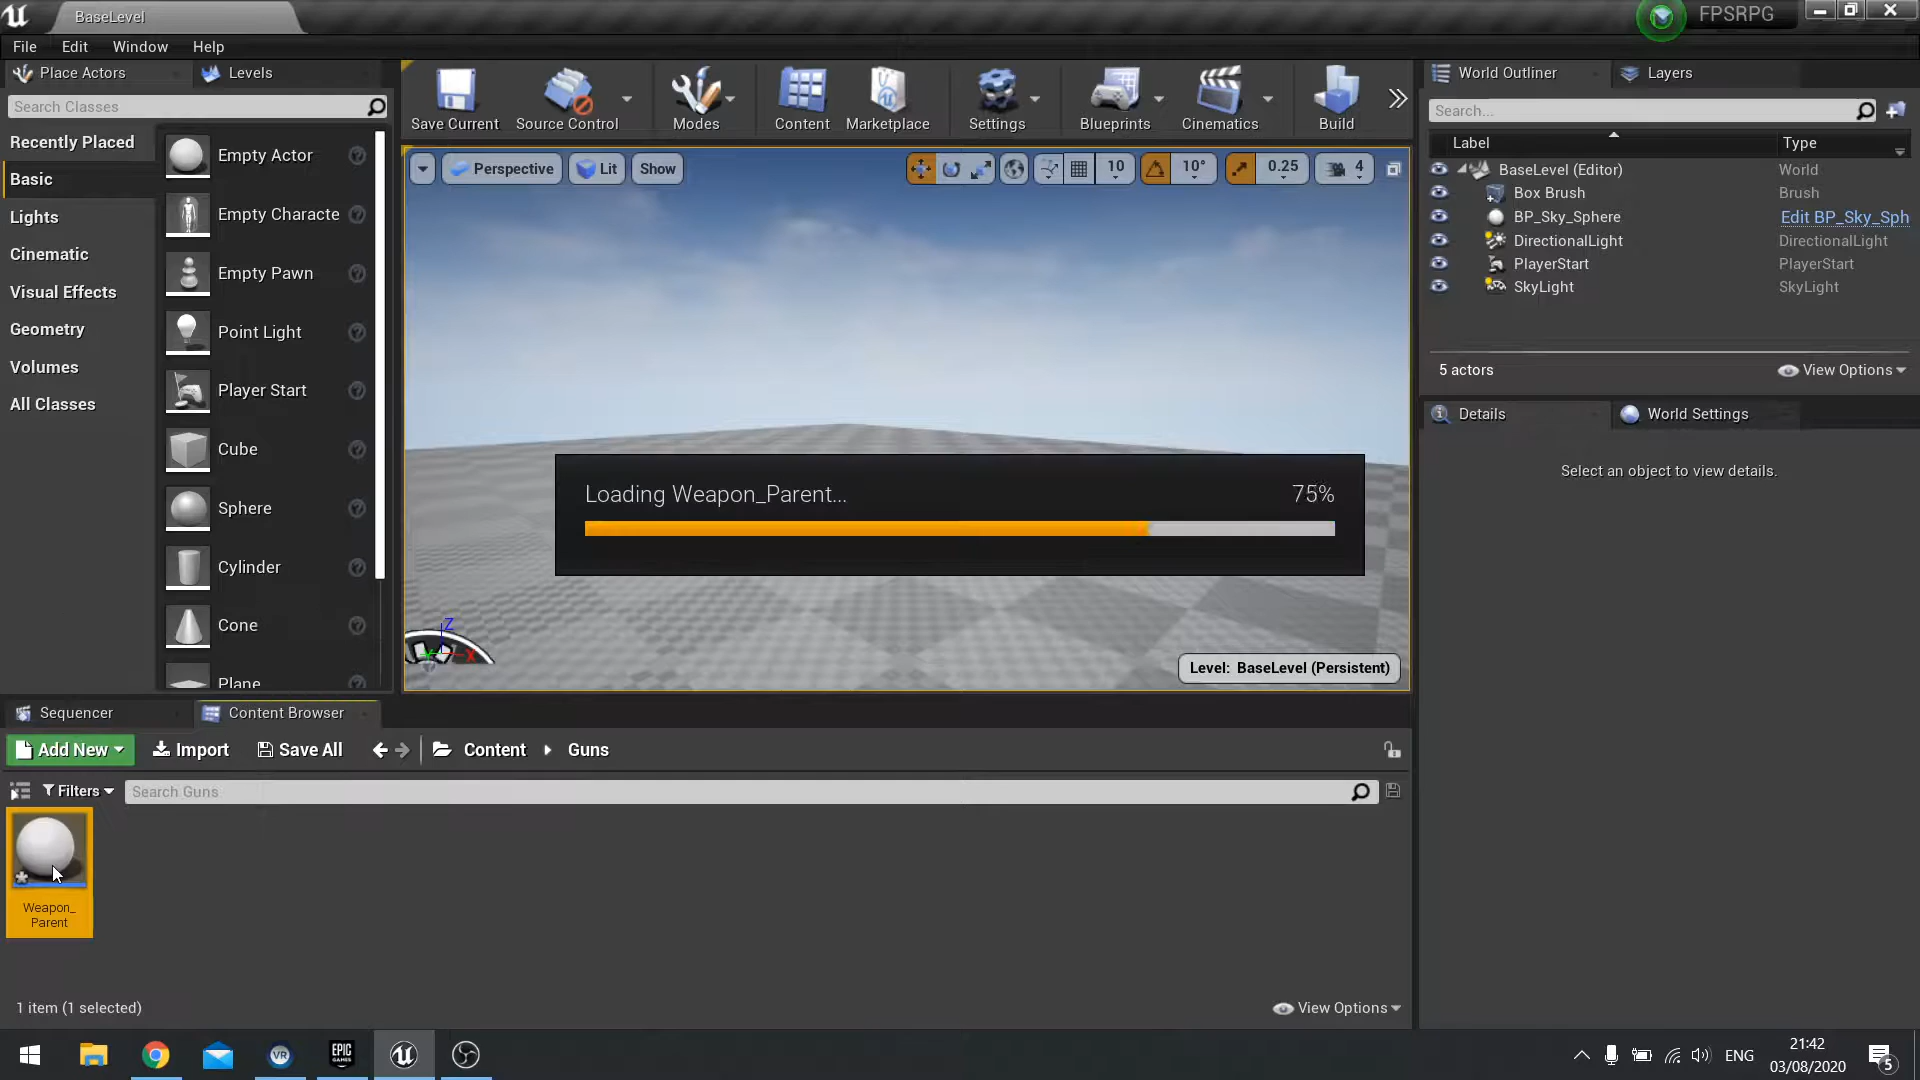 BaseLevel
FPSRPG
File Edit Window Help
Place Actors Levels
Search Classes
Recently Placed
Basic
Lights
Cinematic
Visual Effects
Geometry
Volumes
All Classes
Empty Actor
Empty Characte
Empty Pawn
Point Light
Player Start
Cube
Sphere
Cylinder
Cone
Plane
Save Current Source Control Modes Content Marketplace Settings Blueprints Cinematics Build
Perspective Lit Show 10 10° 0.25 4
Loading Weapon_Parent... 75%
Z
X
Level: BaseLevel (Persistent)
World Outliner Layers
Search...
Label Type
BaseLevel (Editor) World
Box Brush Brush
BP_Sky_Sphere Edit BP_Sky_Sph
DirectionalLight DirectionalLight
PlayerStart PlayerStart
SkyLight SkyLight
5 actors View Options
Details World Settings
Select an object to view details.
Sequencer Content Browser
Add New Import Save All Content Guns
Filters Search Guns
Weapon_
Parent
1 item (1 selected) View Options
VR EPIC GAMES ENG
21:42
03/08/2020
5